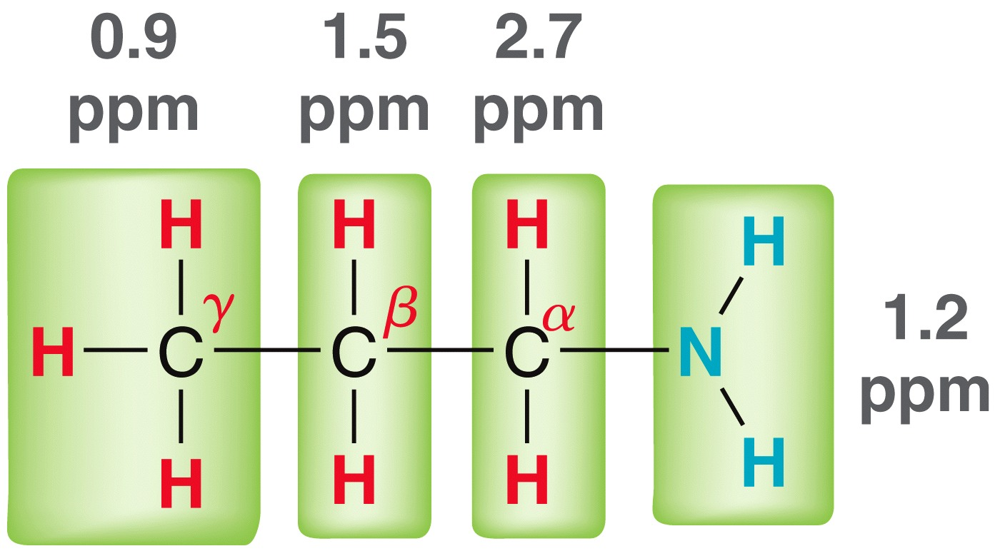 0.9 1.5 2.7
ppm ppm ppm
H H H H
γ β α
H C C C N 1.2
ppm
H H H H